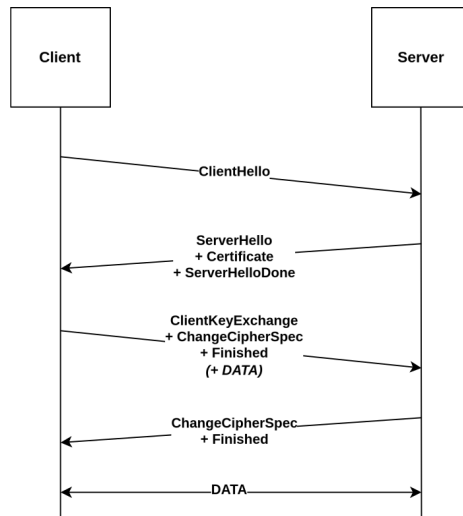 Client
Server
ClientHello
ServerHello
+ Certificate
+ ServerHelloDone
ClientKeyExchange
+ ChangeCipherSpec
+ Finished
(+ DATA)
ChangeCipherSpec
+ Finished
DATA